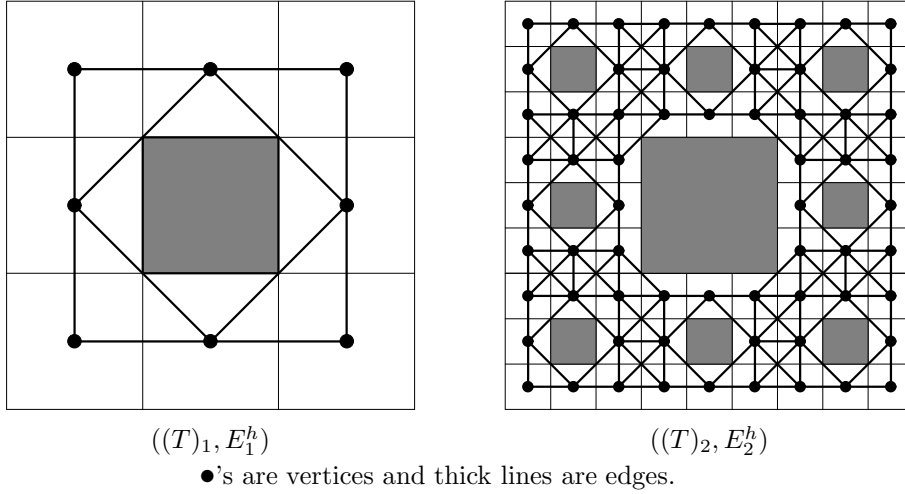 ((T)₁, E₁ʰ) ((T)₂, E₂ʰ)
●'s are vertices and thick lines are edges.